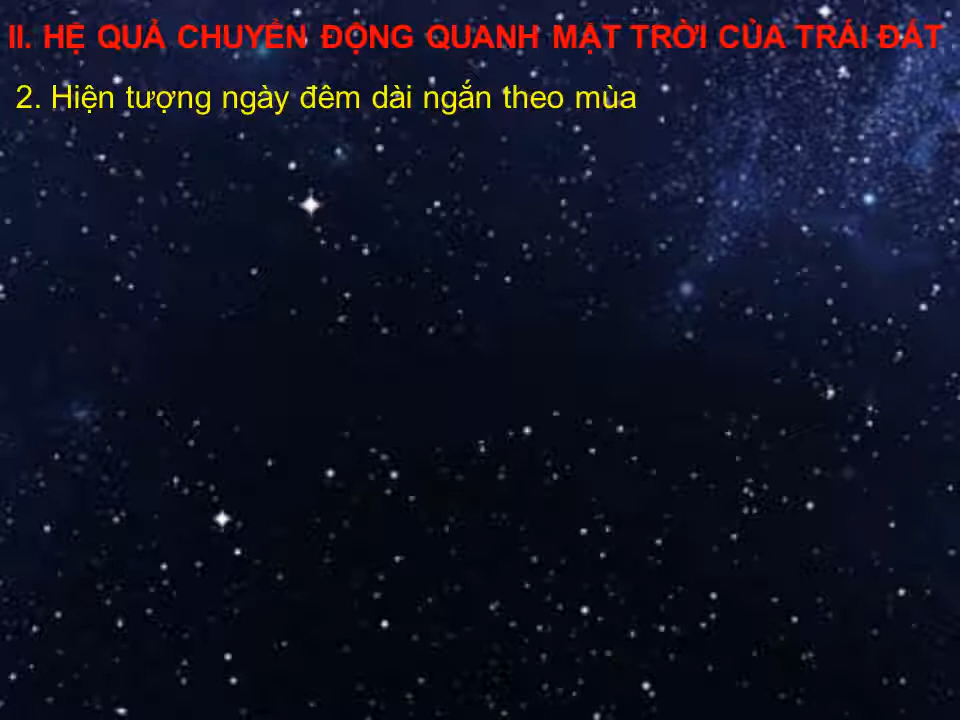 II. HỆ QUẢ CHUYỂN ĐỘNG QUANH MẶT TRỜI CỦA TRÁI ĐẤT
2. Hiện tượng ngày đêm dài ngắn theo mùa